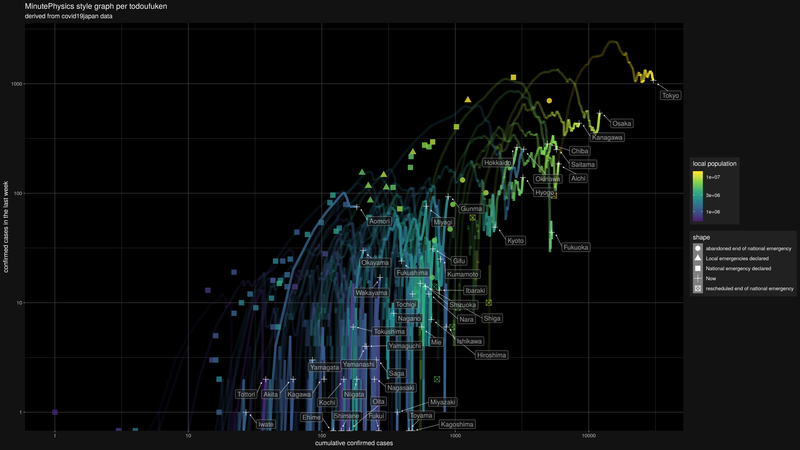 MinutePhysics style graph per todoufuken
derived from covid19japan data
confirmed cases in the last week
1000
100
10
1
1
10
100
1000
10000
cumulative confirmed cases
Tokyo
Osaka
Kanagawa
Chiba
Hokkaido
Saitama
Okinawa
Aichi
Hyogo
Gunma
Aomori
Miyagi
Kyoto
Fukuoka
Okayama
Gifu
Fukushima
Kumamoto
Wakayama
Ibaraki
Tochigi
Shizuoka
Nagano
Nara
Shiga
Tokushima
Mie
Ishikawa
Yamaguchi
Hiroshima
Yamagata
Yamanashi
Saga
Nagasaki
Tottori
Akita
Kagawa
Kochi
Niigata
Oita
Miyazaki
Iwate
Ehime
Shimane
Fukui
Toyama
Kagoshima
local population
1e+07
3e+06
1e+06
shape
abandoned end of national emergency
Local emergencies declared
National emergency declared
Now
rescheduled end of national emergency